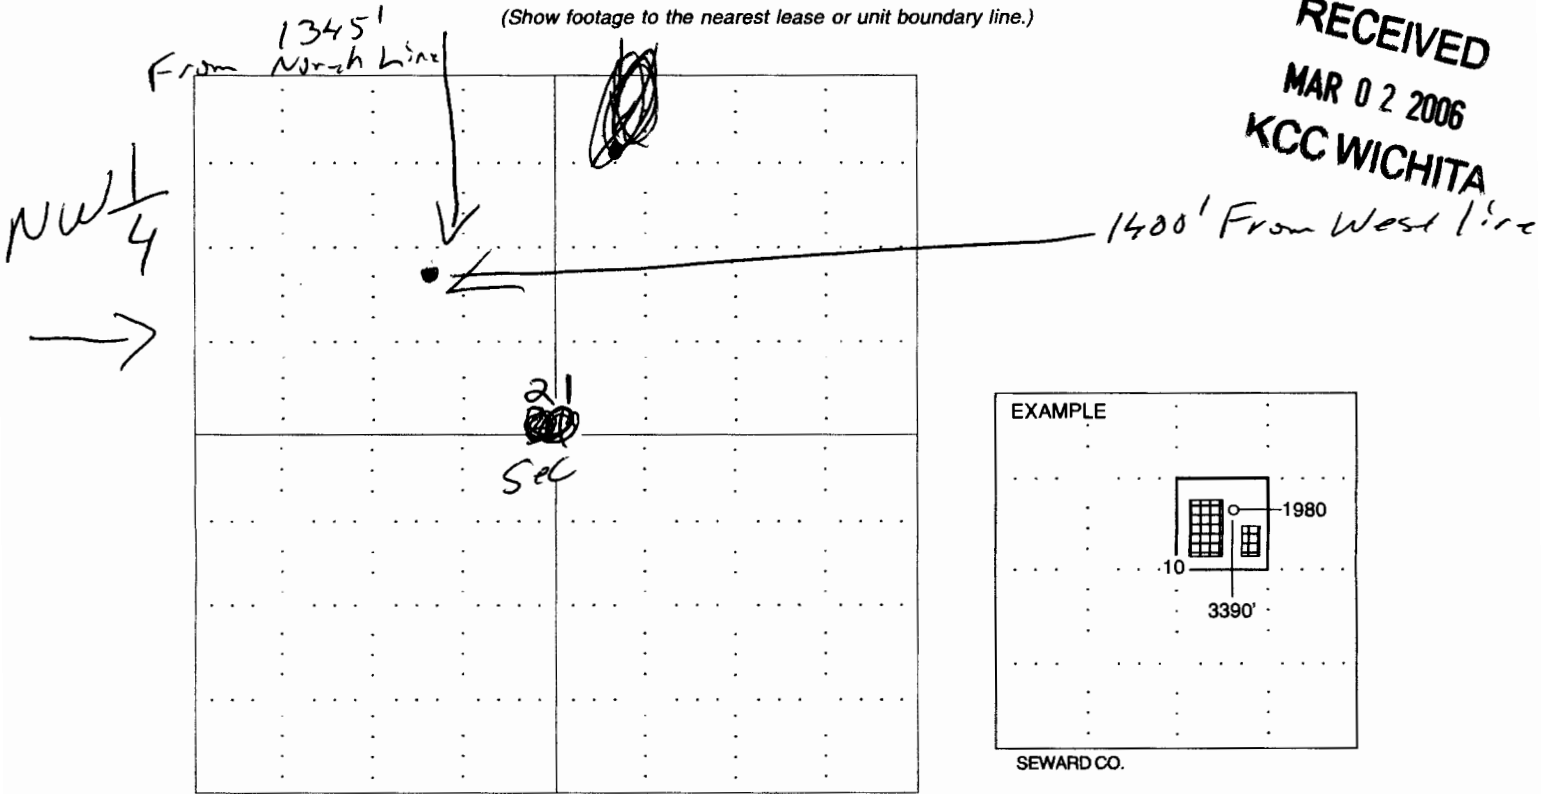 (Show footage to the nearest lease or unit boundary line.)
RECEIVED
MAR 02 2006
KCC WICHITA
1345'
From North Line
NW 1/4
1400' From West line
21
Sec
EXAMPLE
1980
10
3390'
SEWARD CO.